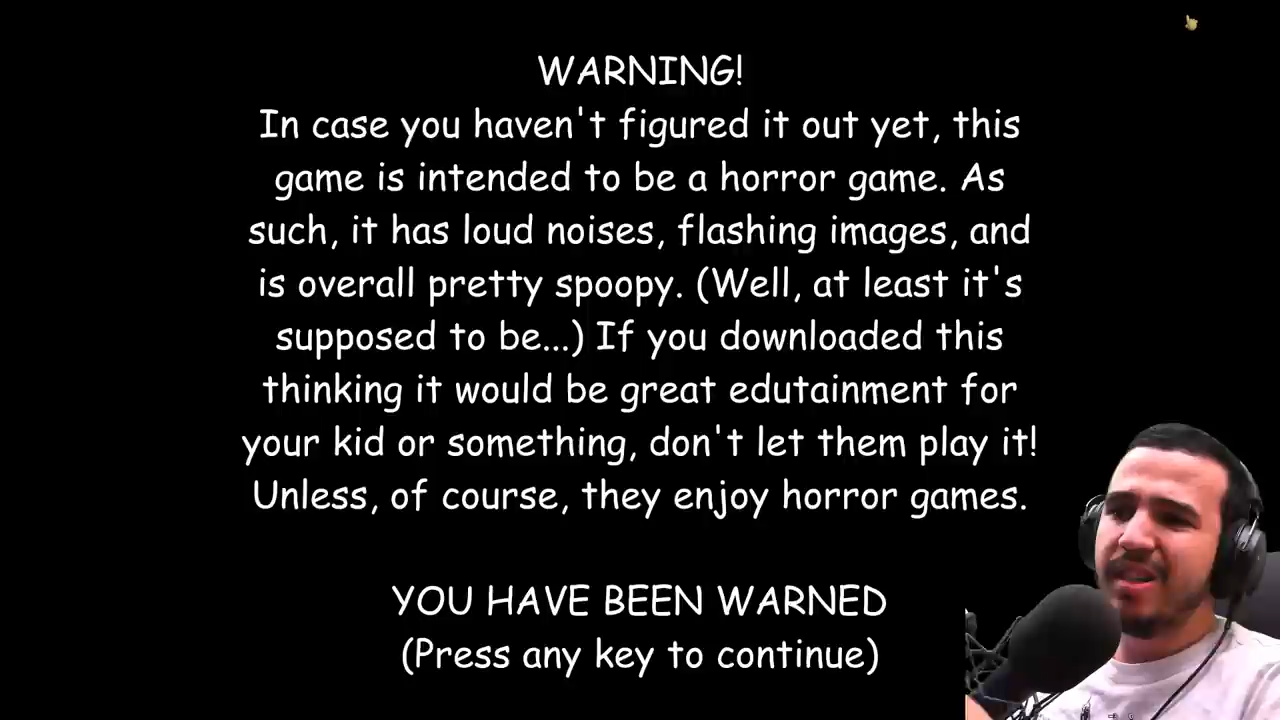 WARNING!
In case you haven't figured it out yet, this
game is intended to be a horror game. As
such, it has loud noises, flashing images, and
is overall pretty spoopy. (Well, at least it's
supposed to be...) If you downloaded this
thinking it would be great edutainment for
your kid or something, don't let them play it!
Unless, of course, they enjoy horror games.
YOU HAVE BEEN WARNED
(Press any key to continue)